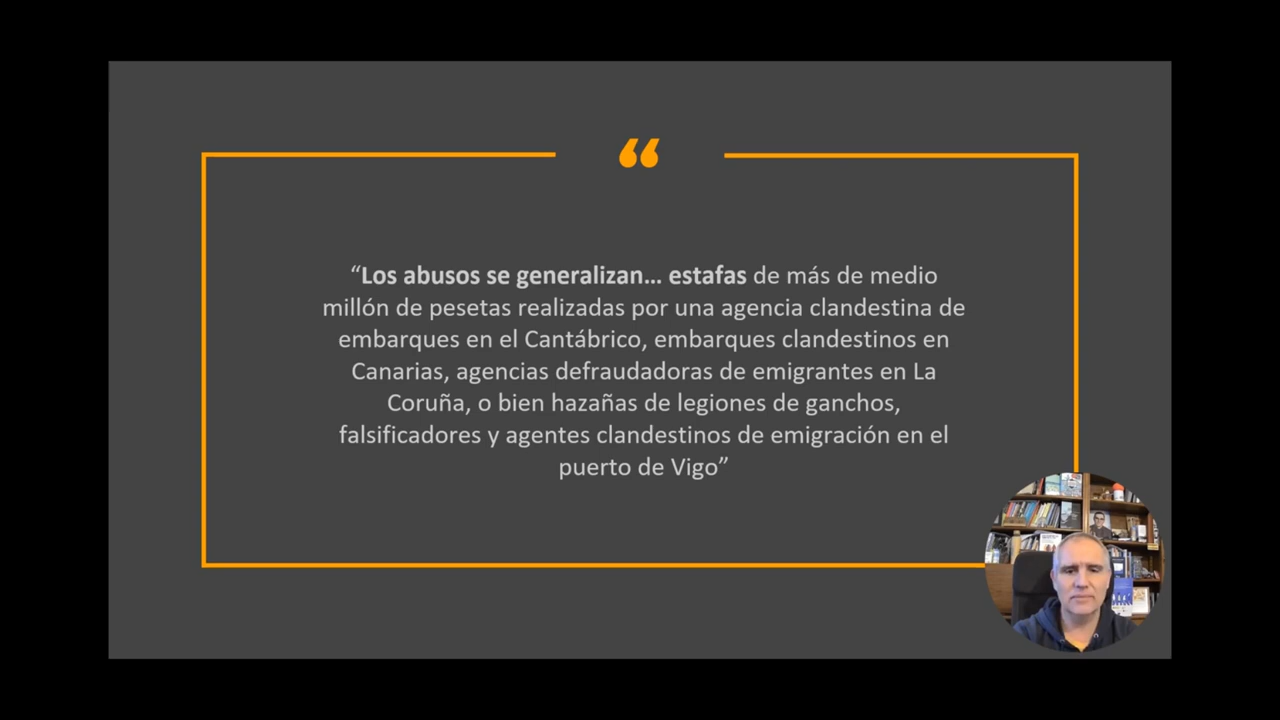 “
“Los abusos se generalizan… estafas de más de medio
millón de pesetas realizadas por una agencia clandestina de
embarques en el Cantábrico, embarques clandestinos en
Canarias, agencias defraudadoras de emigrantes en La
Coruña, o bien hazañas de legiones de ganchos,
falsificadores y agentes clandestinos de emigración en el
puerto de Vigo”